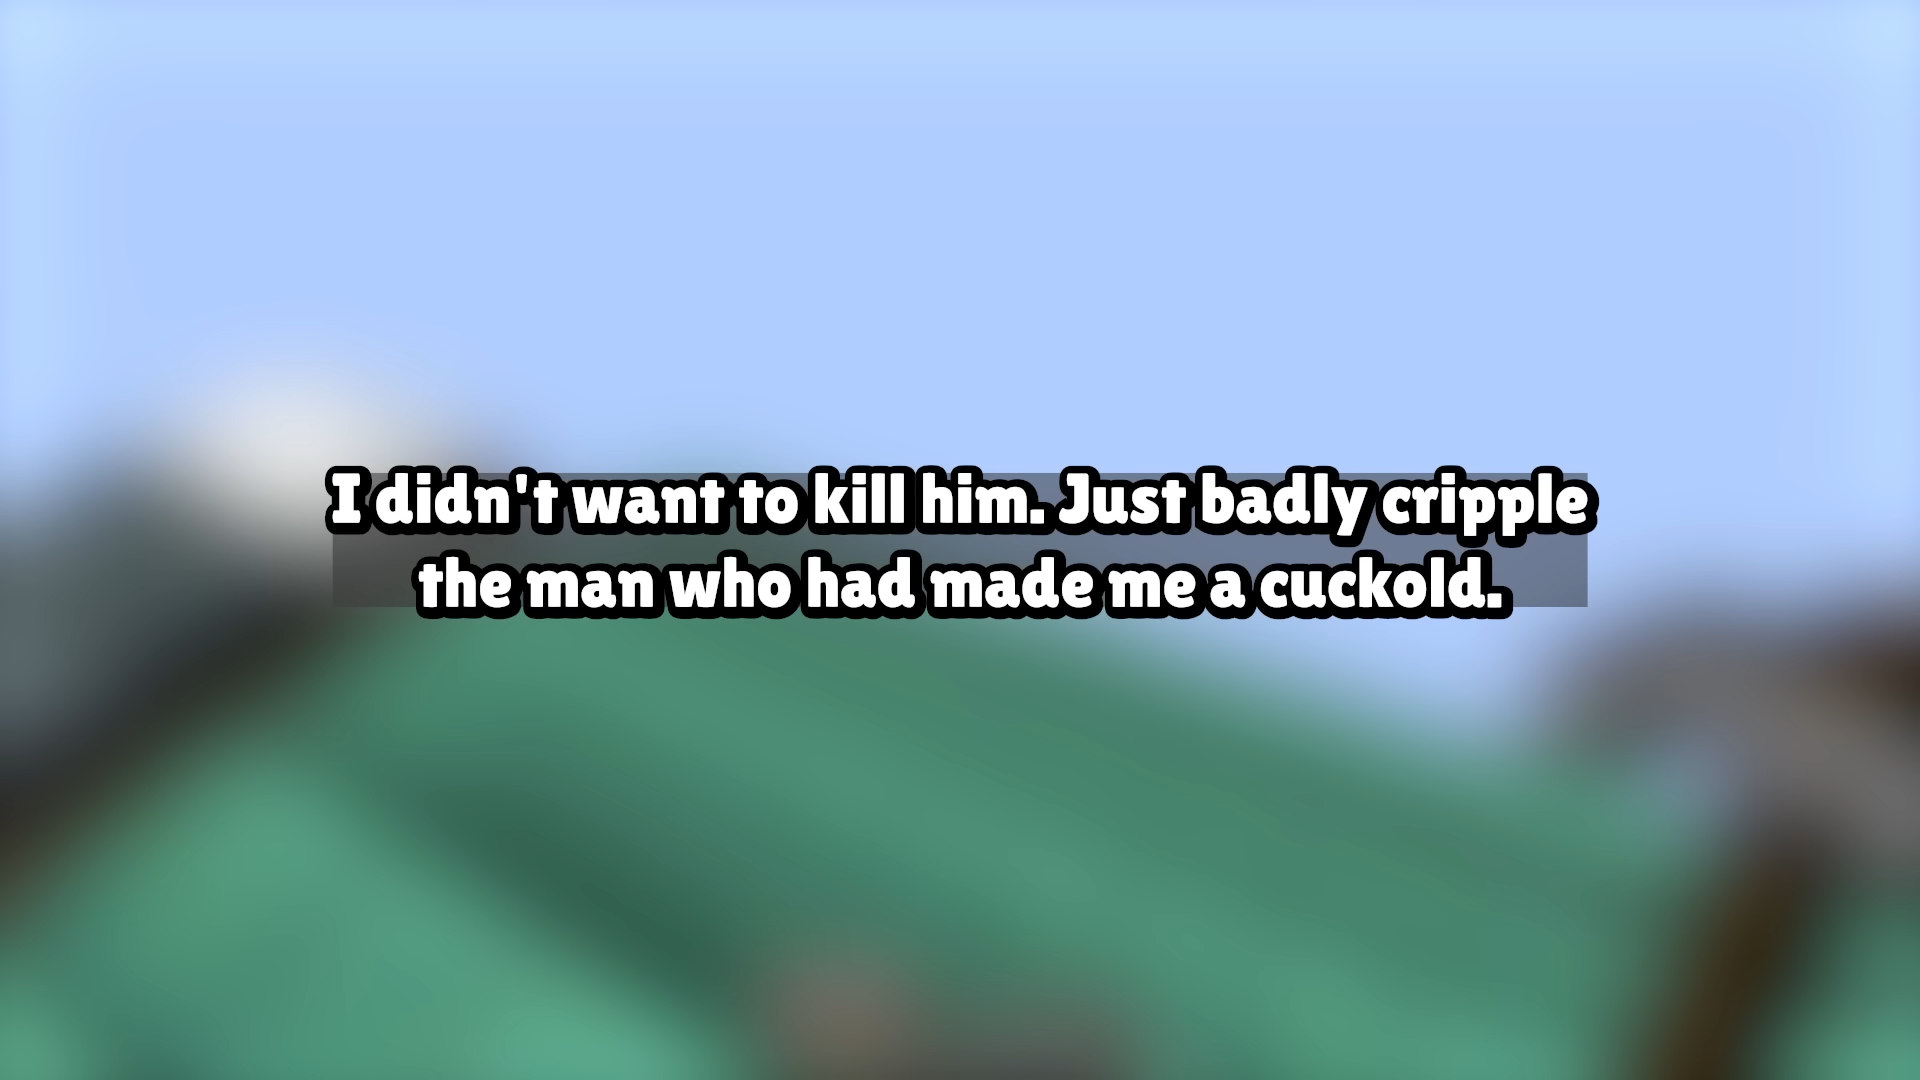 I didn't want to kill him. Just badly cripple
the man who had made me a cuckold.